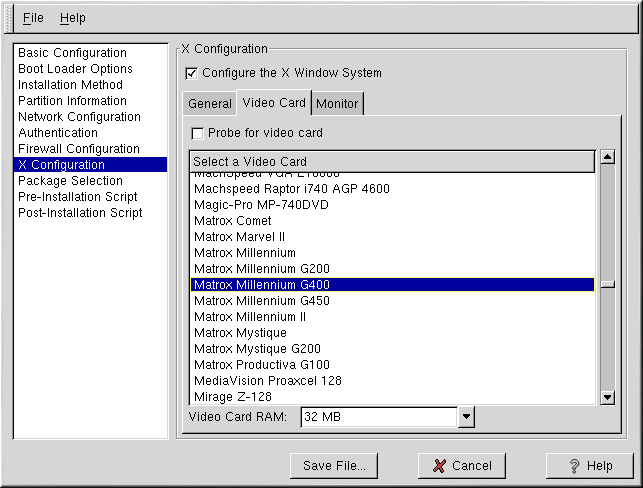 File Help
Basic Configuration
Boot Loader Options
Installation Method
Partition Information
Network Configuration
Authentication
Firewall Configuration
X Configuration
Package Selection
Pre-Installation Script
Post-Installation Script
X Configuration
Configure the X Window System
General Video Card Monitor
Probe for video card
Select a Video Card
MachSpeed VGA ET6000
Machspeed Raptor i740 AGP 4600
Magic-Pro MP-740DVD
Matrox Comet
Matrox Marvel II
Matrox Millennium
Matrox Millennium G200
Matrox Millennium G400
Matrox Millennium G450
Matrox Millennium II
Matrox Mystique
Matrox Mystique G200
Matrox Productiva G100
MediaVision Proaxcel 128
Mirage Z-128
Video Card RAM: 32 MB
Save File... Cancel Help